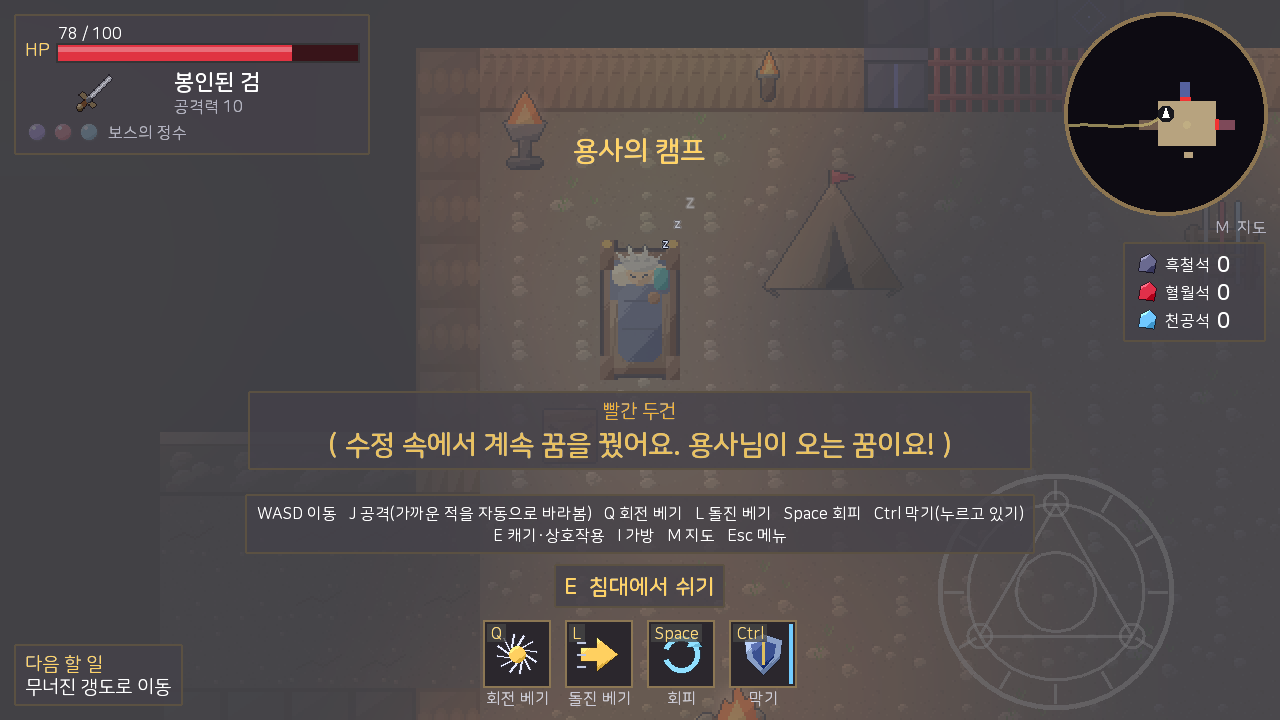 78 / 100
HP
봉인된 검
공격력 10
보스의 정수
용사의 캠프
z
z
z
M 지도
흑철석 0
혈월석 0
천공석 0
빨간 두건
( 수정 속에서 계속 꿈을 꿨어요. 용사님이 오는 꿈이요! )
WASD 이동 J 공격(가까운 적을 자동으로 바라봄) Q 회전 베기 L 돌진 베기 Space 회피 Ctrl 막기(누르고 있기)
E 캐기·상호작용 I 가방 M 지도 Esc 메뉴
E 침대에서 쉬기
Q L Space Ctrl
회전 베기 돌진 베기 회피 막기
다음 할 일
무너진 갱도로 이동